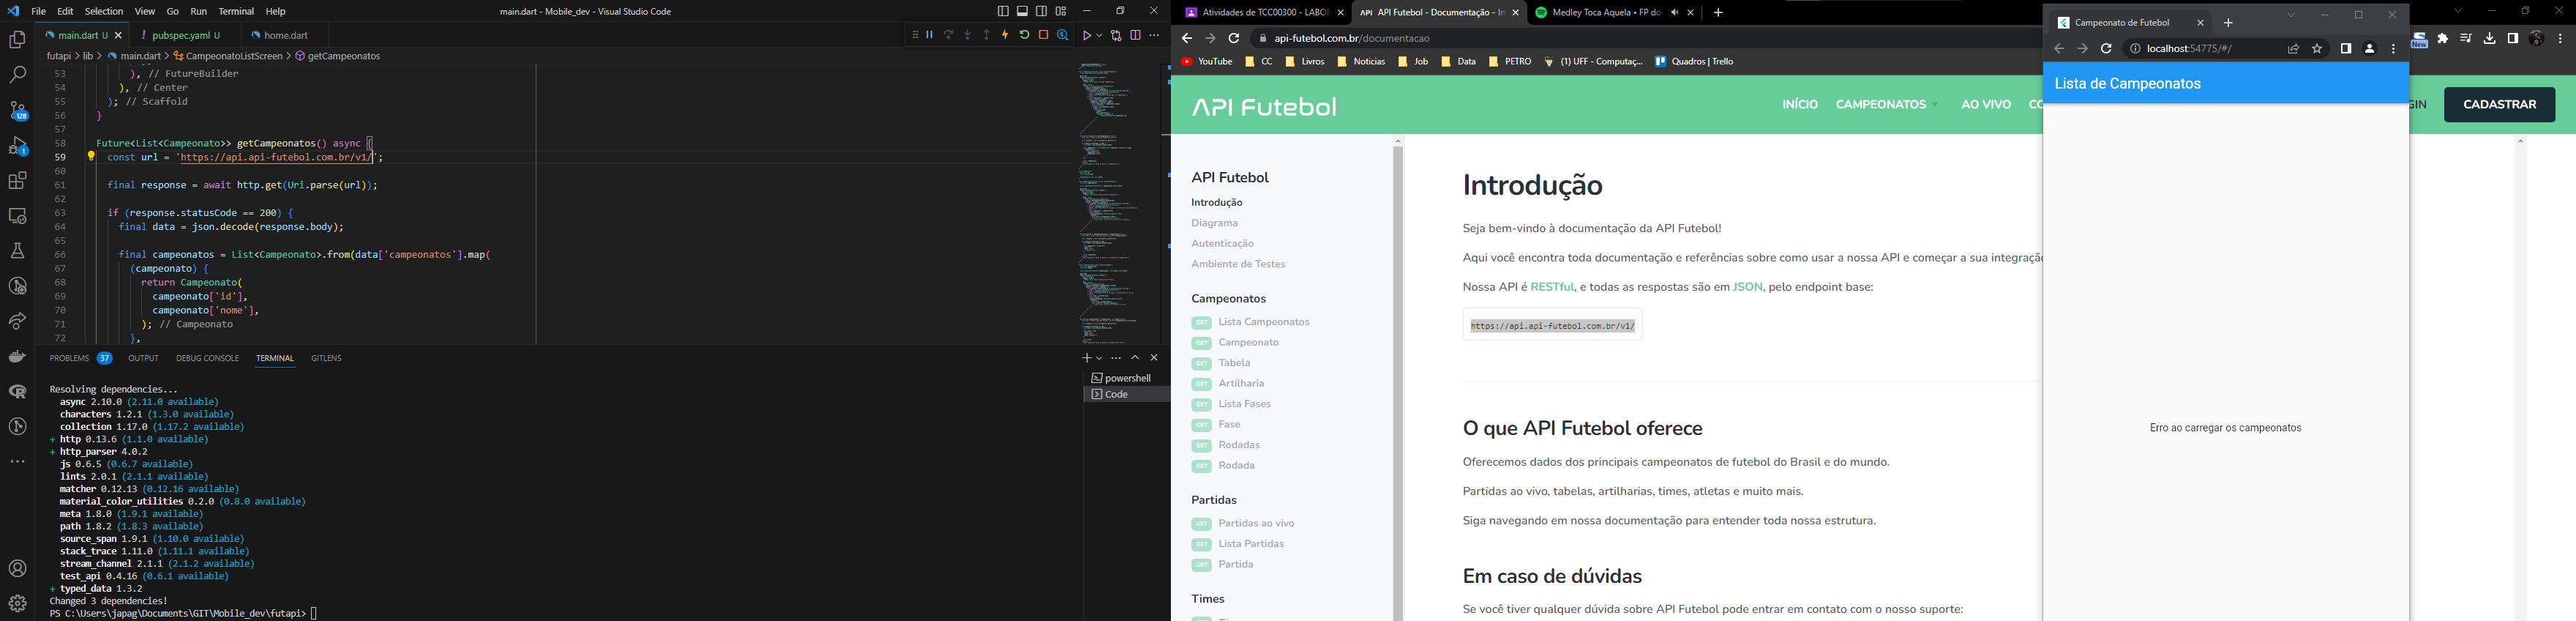 File Edit Selection View Go Run Terminal Help
main.dart - Mobile_dev - Visual Studio Code
main.dart U
pubspec.yaml U
home.dart
futapi > lib > main.dart > CampeonatoListScreen > getCampeonatos
53 ), // FutureBuilder
54 ), // Center
55 ); // Scaffold
56 }
57
58 Future<List<Campeonato>> getCampeonatos() async {
59 const url = 'https://api.api-futebol.com.br/v1/';
60
61 final response = await http.get(Uri.parse(url));
62
63 if (response.statusCode == 200) {
64 final data = json.decode(response.body);
65
66 final campeonatos = List<Campeonato>.from(data['campeonatos'].map(
67 (campeonato) {
68 return Campeonato(
69 campeonato['id'],
70 campeonato['nome'],
71 ); // Campeonato
72 },
128
1
PROBLEMS 37 OUTPUT DEBUG CONSOLE TERMINAL GITLENS
powershell
Code
Resolving dependencies...
async 2.10.0 (2.11.0 available)
characters 1.2.1 (1.3.0 available)
collection 1.17.0 (1.17.2 available)
+ http 0.13.6 (1.1.0 available)
+ http_parser 4.0.2
js 0.6.5 (0.6.7 available)
lints 2.0.1 (2.1.1 available)
matcher 0.12.13 (0.12.16 available)
material_color_utilities 0.2.0 (0.8.0 available)
meta 1.8.0 (1.9.1 available)
path 1.8.2 (1.8.3 available)
source_span 1.9.1 (1.10.0 available)
stack_trace 1.11.0 (1.11.1 available)
stream_channel 2.1.1 (2.1.2 available)
test_api 0.4.16 (0.6.1 available)
+ typed_data 1.3.2
Changed 3 dependencies!
PS C:\Users\japag\Documents\GIT\Mobile_dev\futapi>
Atividades de TCC00300 - LABOR
API Futebol - Documentação - In
Medley Toca Aquela • FP do
api-futebol.com.br/documentacao
New
YouTube CC Livros Noticias Job Data PETRO (1) UFF - Computaç... Quadros | Trello
API Futebol
INÍCIO CAMPEONATOS AO VIVO CO
GIN
CADASTRAR
API Futebol
Introdução
Diagrama
Autenticação
Ambiente de Testes
Campeonatos
GET Lista Campeonatos
GET Campeonato
GET Tabela
GET Artilharia
GET Lista Fases
GET Fase
GET Rodadas
GET Rodada
Partidas
GET Partidas ao vivo
GET Lista Partidas
GET Partida
Times
Introdução
Seja bem-vindo à documentação da API Futebol!
Aqui você encontra toda documentação e referências sobre como usar a nossa API e começar a sua integração
Nossa API é RESTful, e todas as respostas são em JSON, pelo endpoint base:
https://api.api-futebol.com.br/v1/
O que API Futebol oferece
Oferecemos dados dos principais campeonatos de futebol do Brasil e do mundo.
Partidas ao vivo, tabelas, artilharias, times, atletas e muito mais.
Siga navegando em nossa documentação para entender toda nossa estrutura.
Em caso de dúvidas
Se você tiver qualquer dúvida sobre API Futebol pode entrar em contato com o nosso suporte:
Campeonato de Futebol
localhost:54775/#/
Lista de Campeonatos
Erro ao carregar os campeonatos